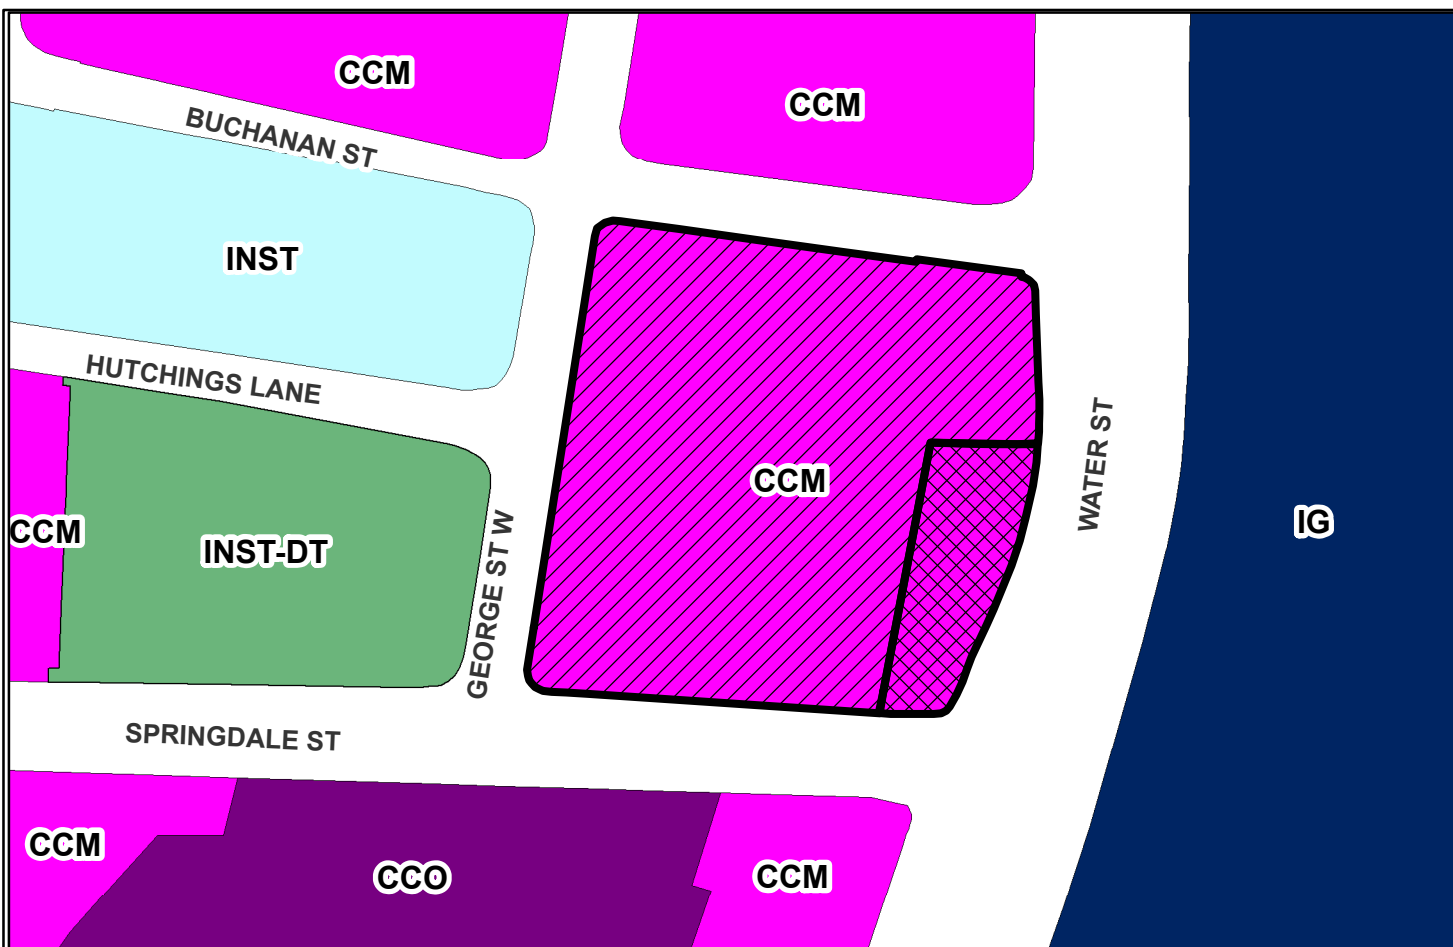 CCM
CCM
BUCHANAN ST
INST
HUTCHINGS LANE
CCM
WATER ST
IG
CCM
INST-DT
GEORGE ST W
SPRINGDALE ST
CCM
CCO
CCM